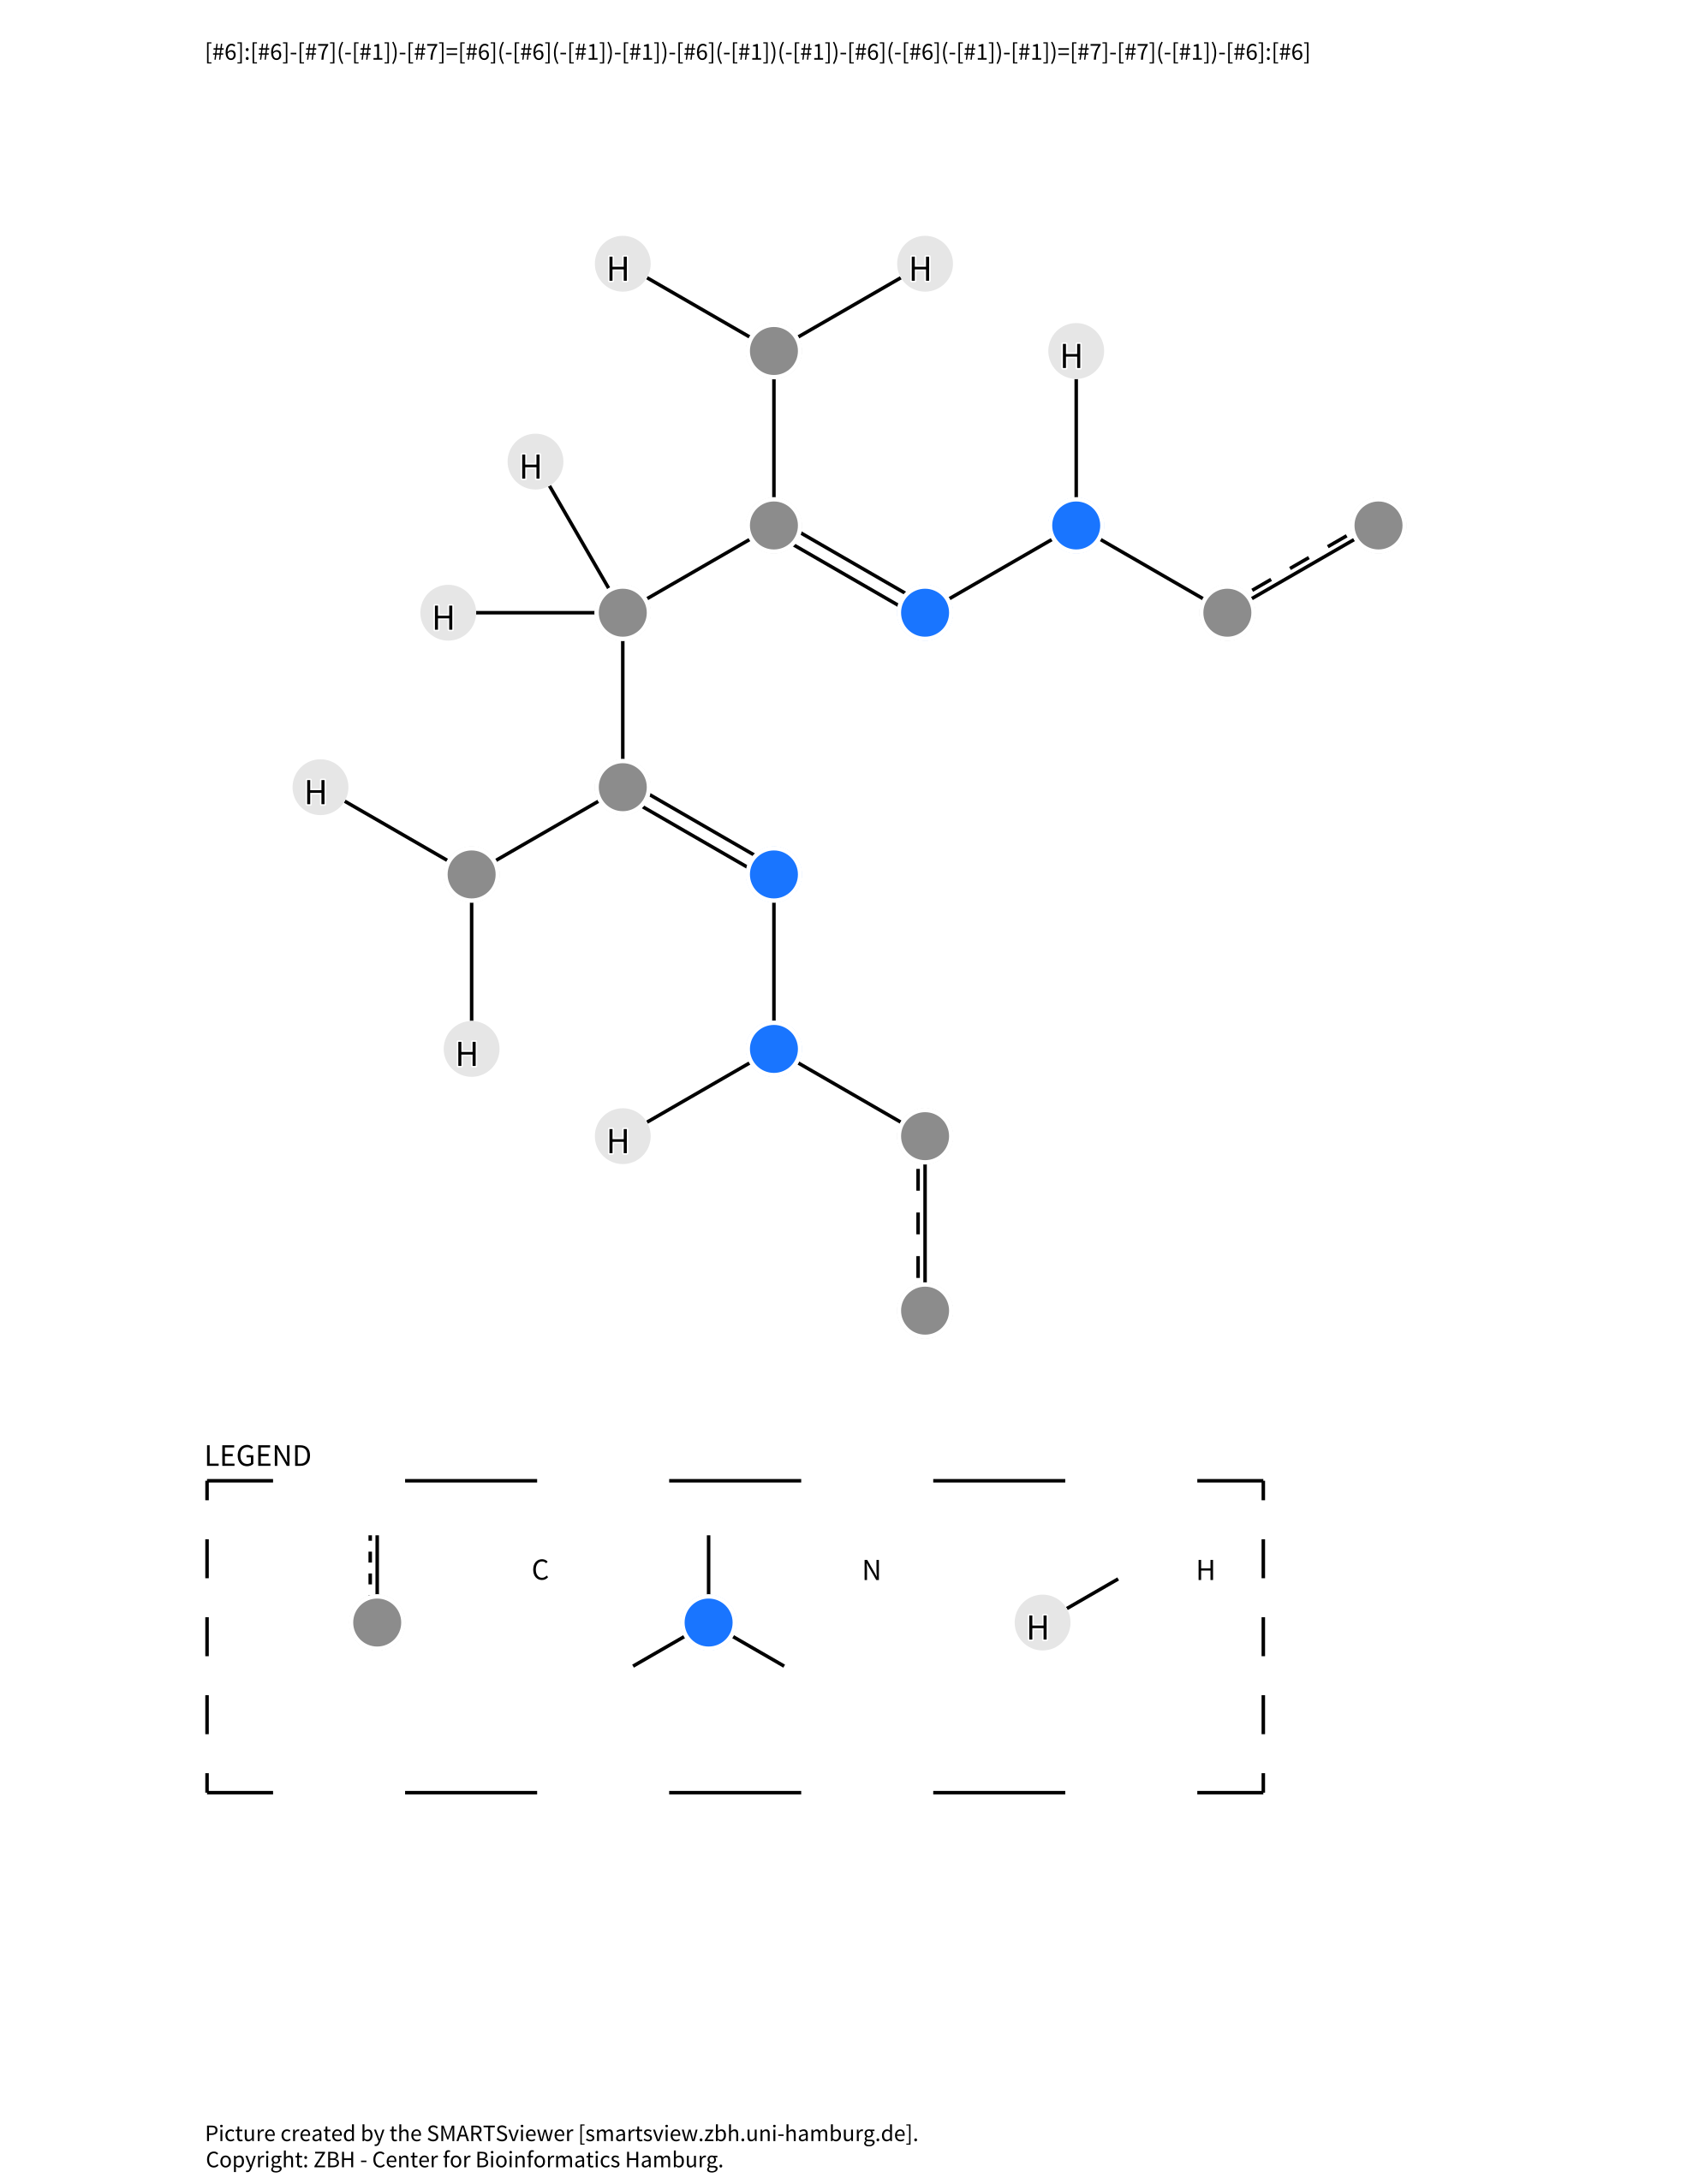 [#6]:[#6]-[#7](-[#1])-[#7]=[#6](-[#6](-[#1])-[#1])-[#6](-[#1])(-[#1])-[#6](-[#6](-[#1])-[#1])=[#7]-[#7](-[#1])-[#6]:[#6]
H H
H
H
H
H
H
H
LEGEND
C N H
H
Picture created by the SMARTSviewer [smartsview.zbh.uni-hamburg.de].
Copyright: ZBH - Center for Bioinformatics Hamburg.